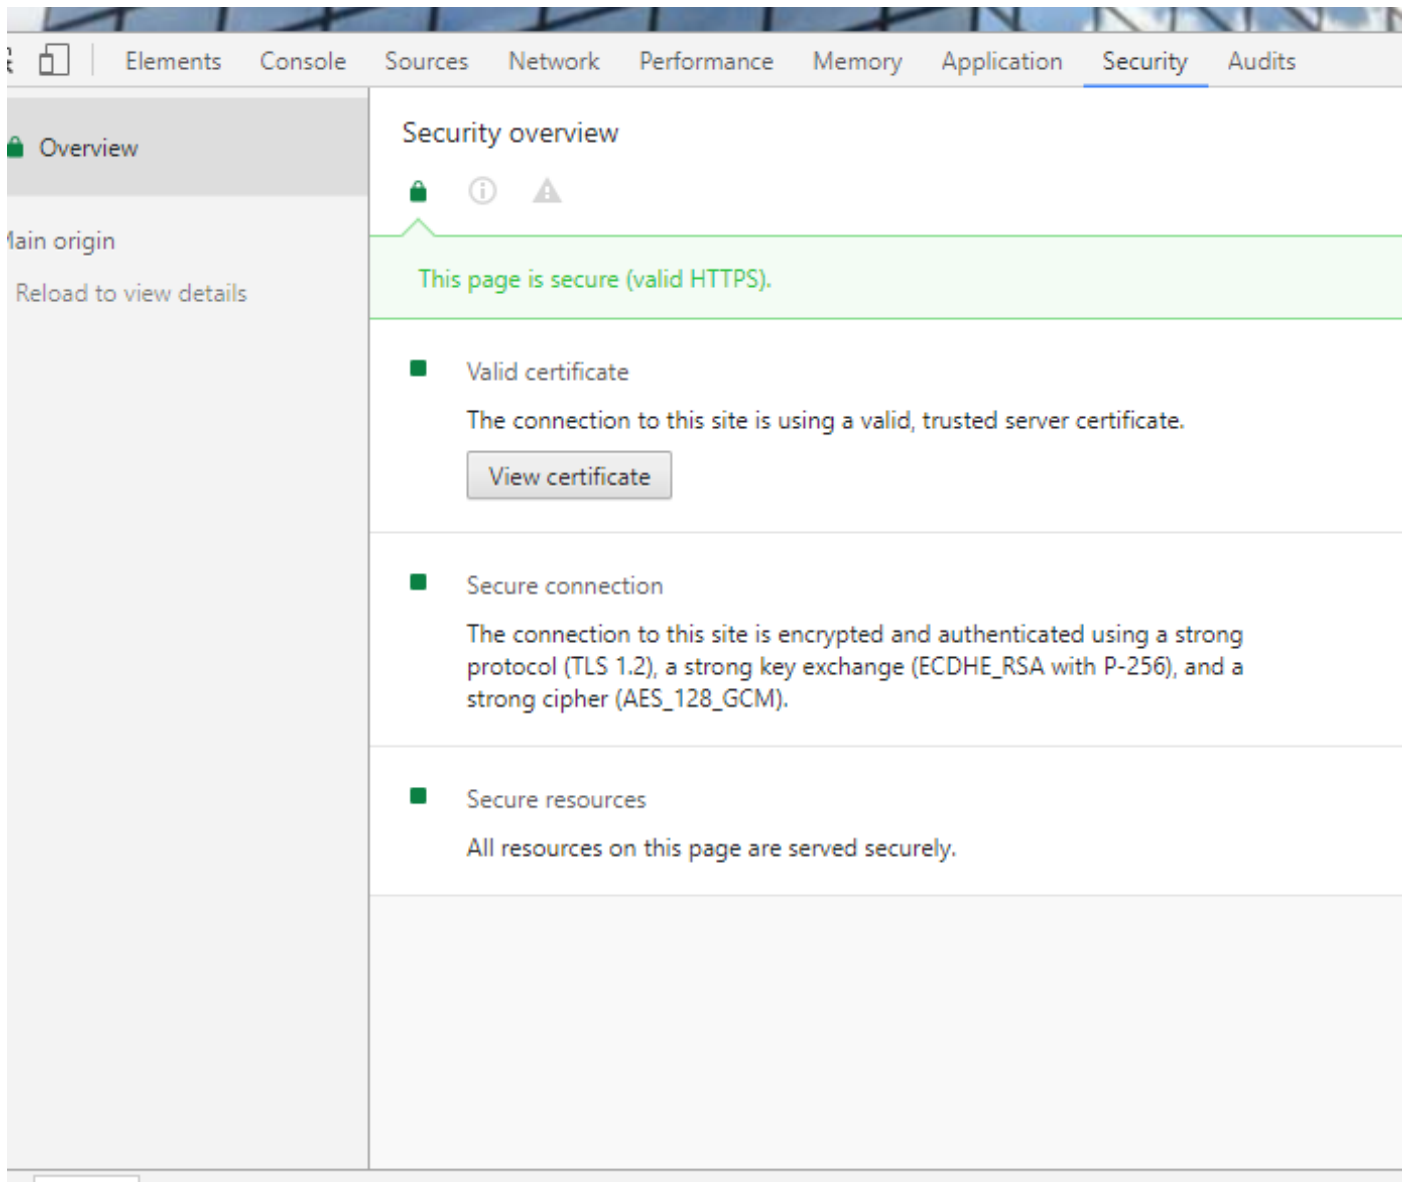 Elements Console Sources Network Performance Memory Application Security Audits
Overview
Main origin
Reload to view details
Security overview
This page is secure (valid HTTPS).
Valid certificate
The connection to this site is using a valid, trusted server certificate.
View certificate
Secure connection
The connection to this site is encrypted and authenticated using a strong
protocol (TLS 1.2), a strong key exchange (ECDHE_RSA with P-256), and a
strong cipher (AES_128_GCM).
Secure resources
All resources on this page are served securely.